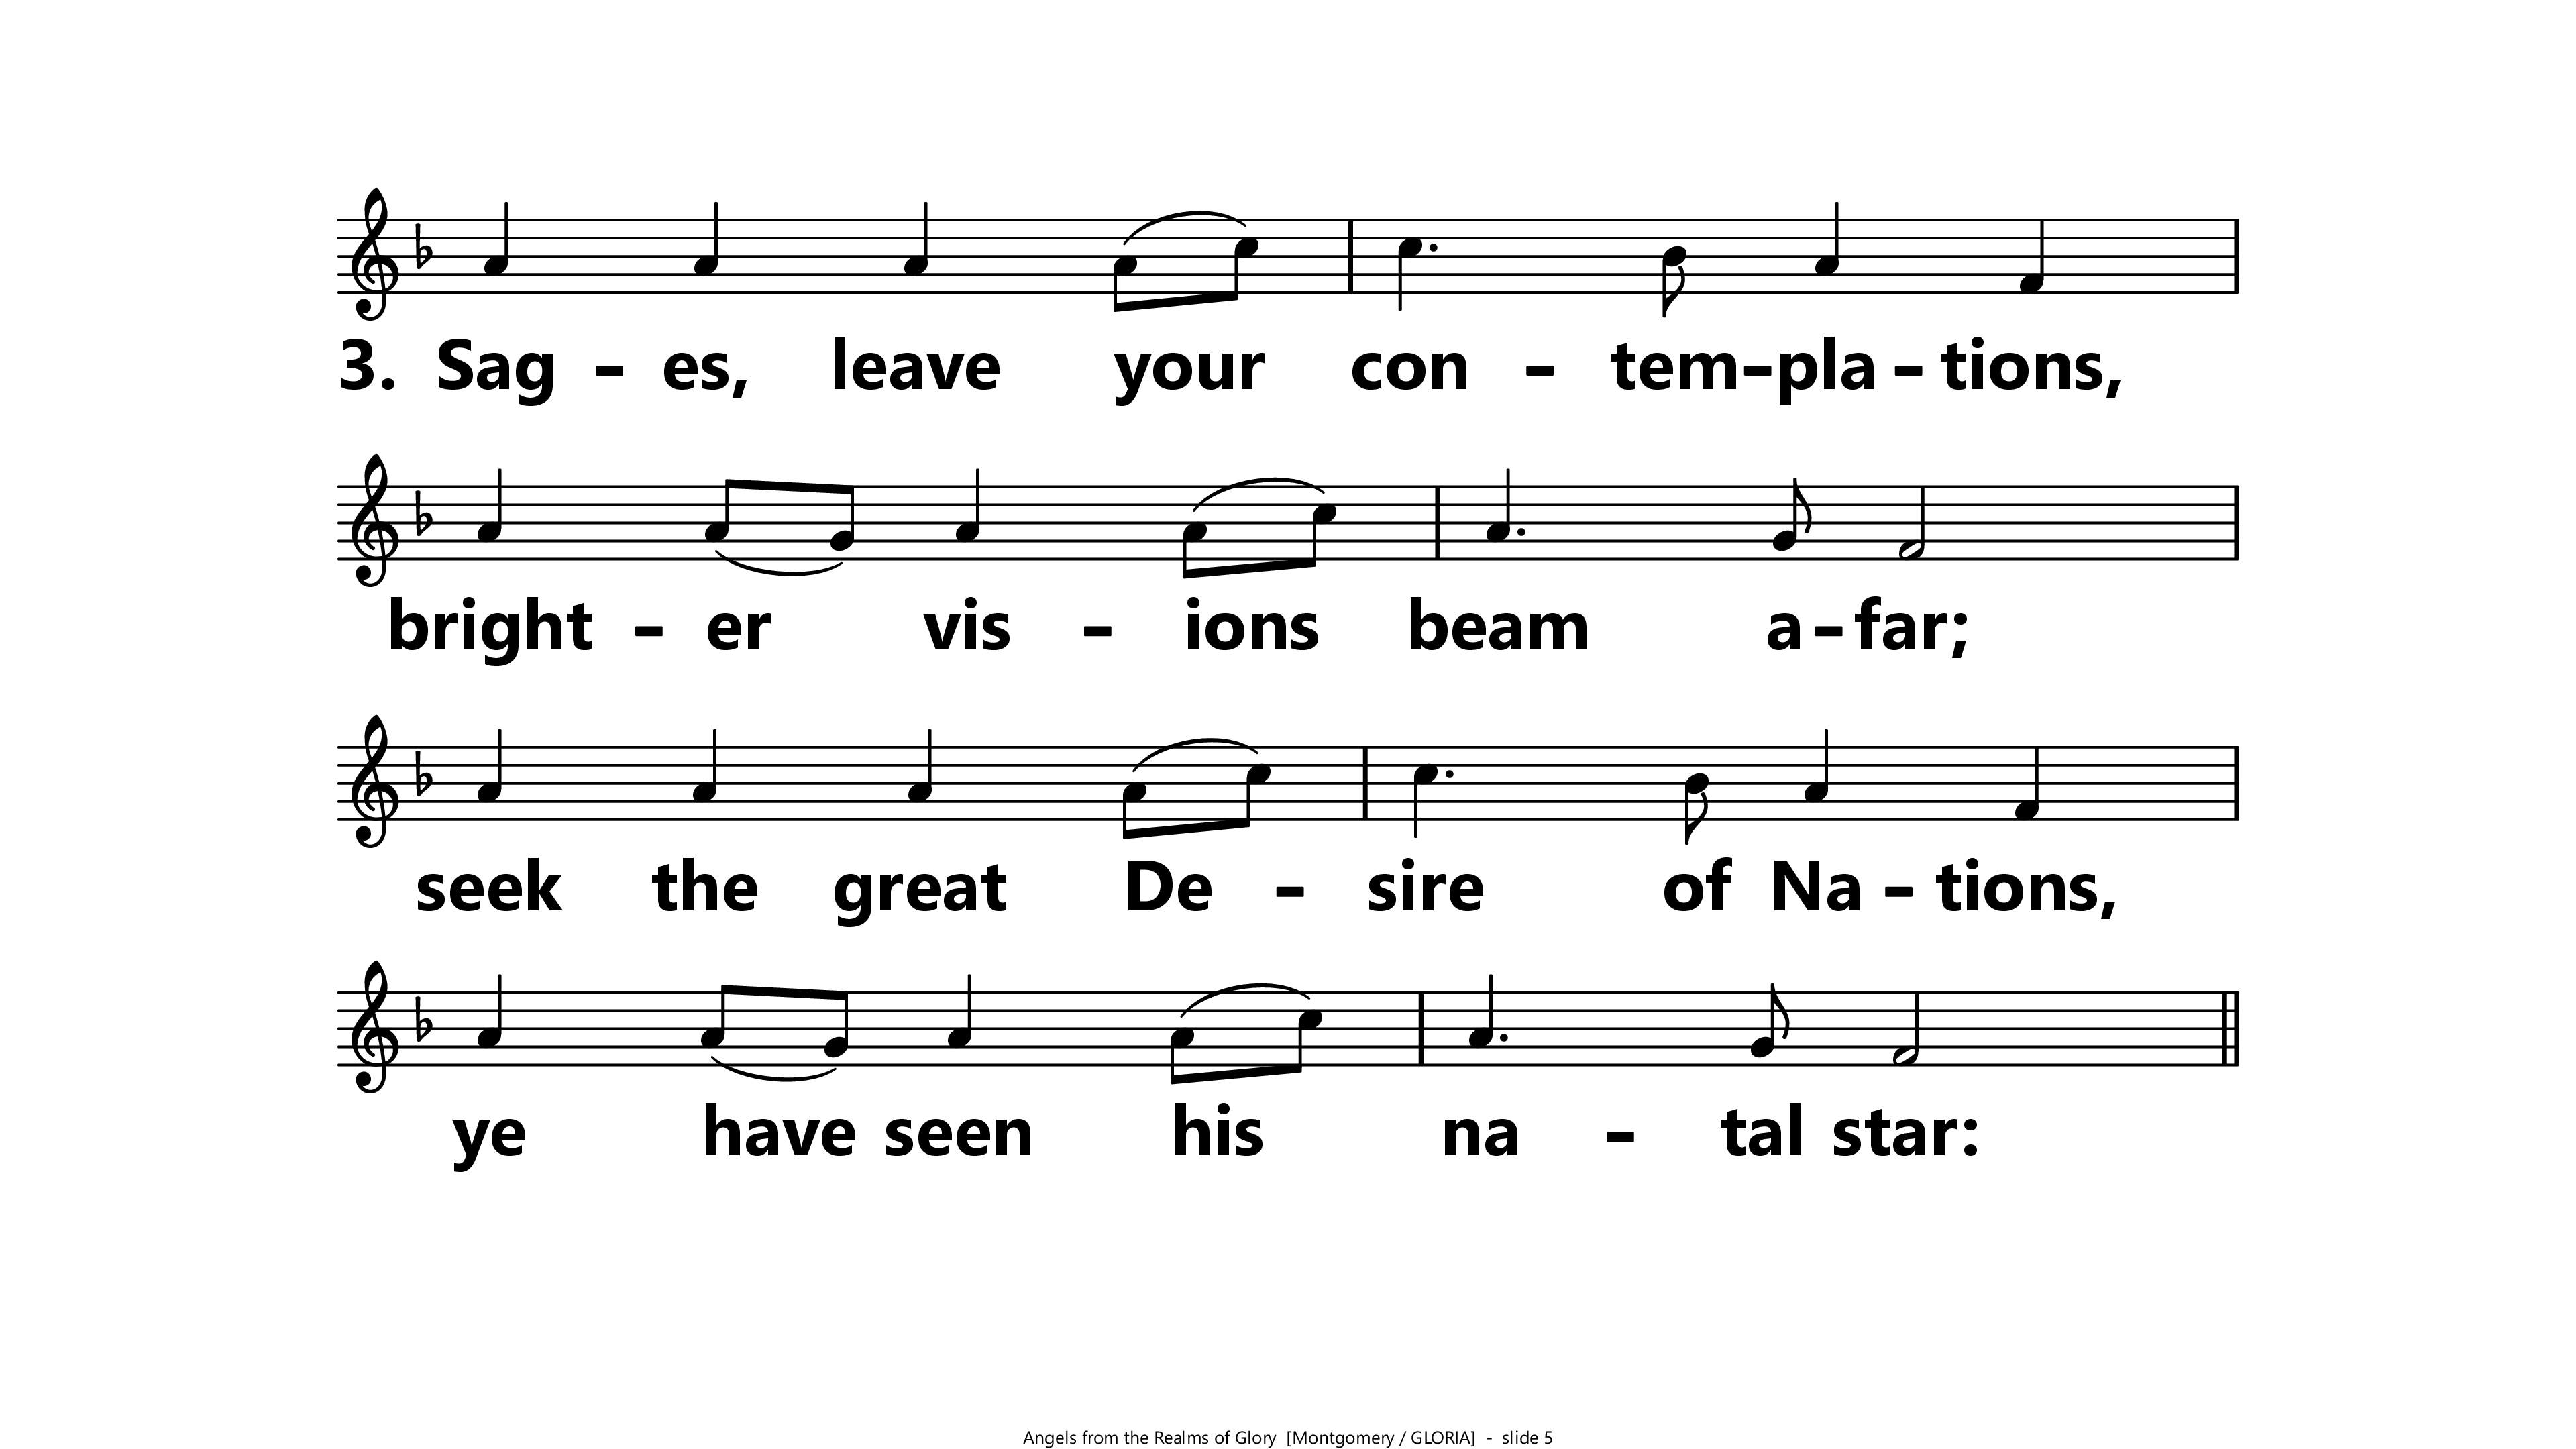 3. Sag - es, leave your con - tem-pla - tions,
bright - er vis - ions beam a-far;
seek the great De - sire of Na - tions,
ye have seen his na - tal star:
Angels from the Realms of Glory [Montgomery / GLORIA] - slide 5